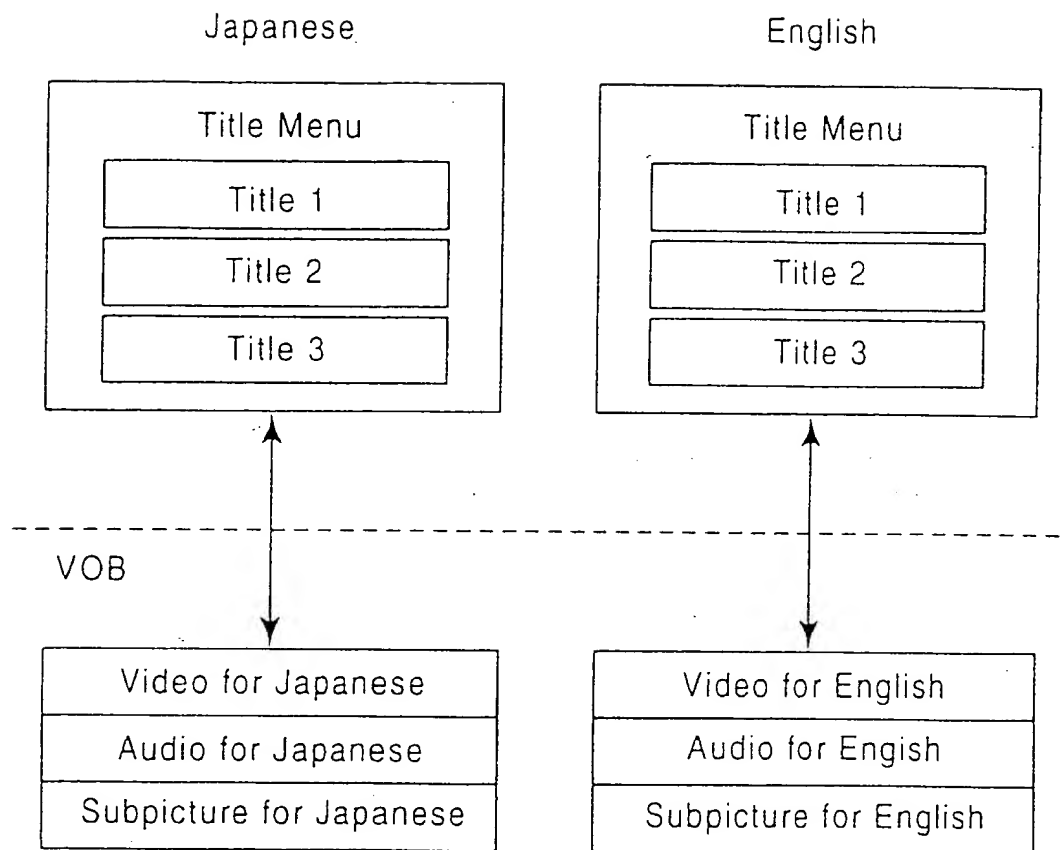 Japanese
English
Title Menu
Title 1
Title 2
Title 3
Title Menu
Title 1
Title 2
Title 3
VOB
Video for Japanese
Audio for Japanese
Subpicture for Japanese
Video for English
Audio for Engish
Subpicture for English